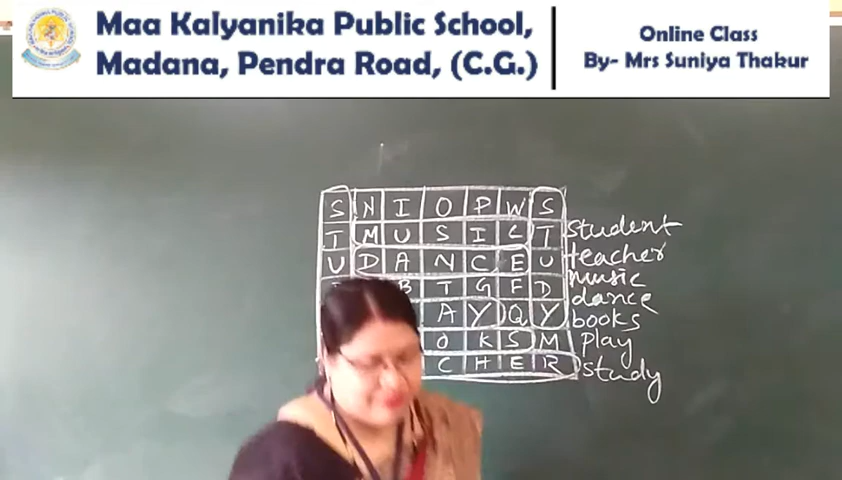 Maa Kalyanika Public School,
Madana, Pendra Road, (C.G.)
Online Class
By- Mrs Suniya Thakur
S N I O P W S
T M U S I C T
U D A N C E U
B T G F D
A Y Q Y
O K S M
C H E R
student
teacher
music
dance
books
play
study